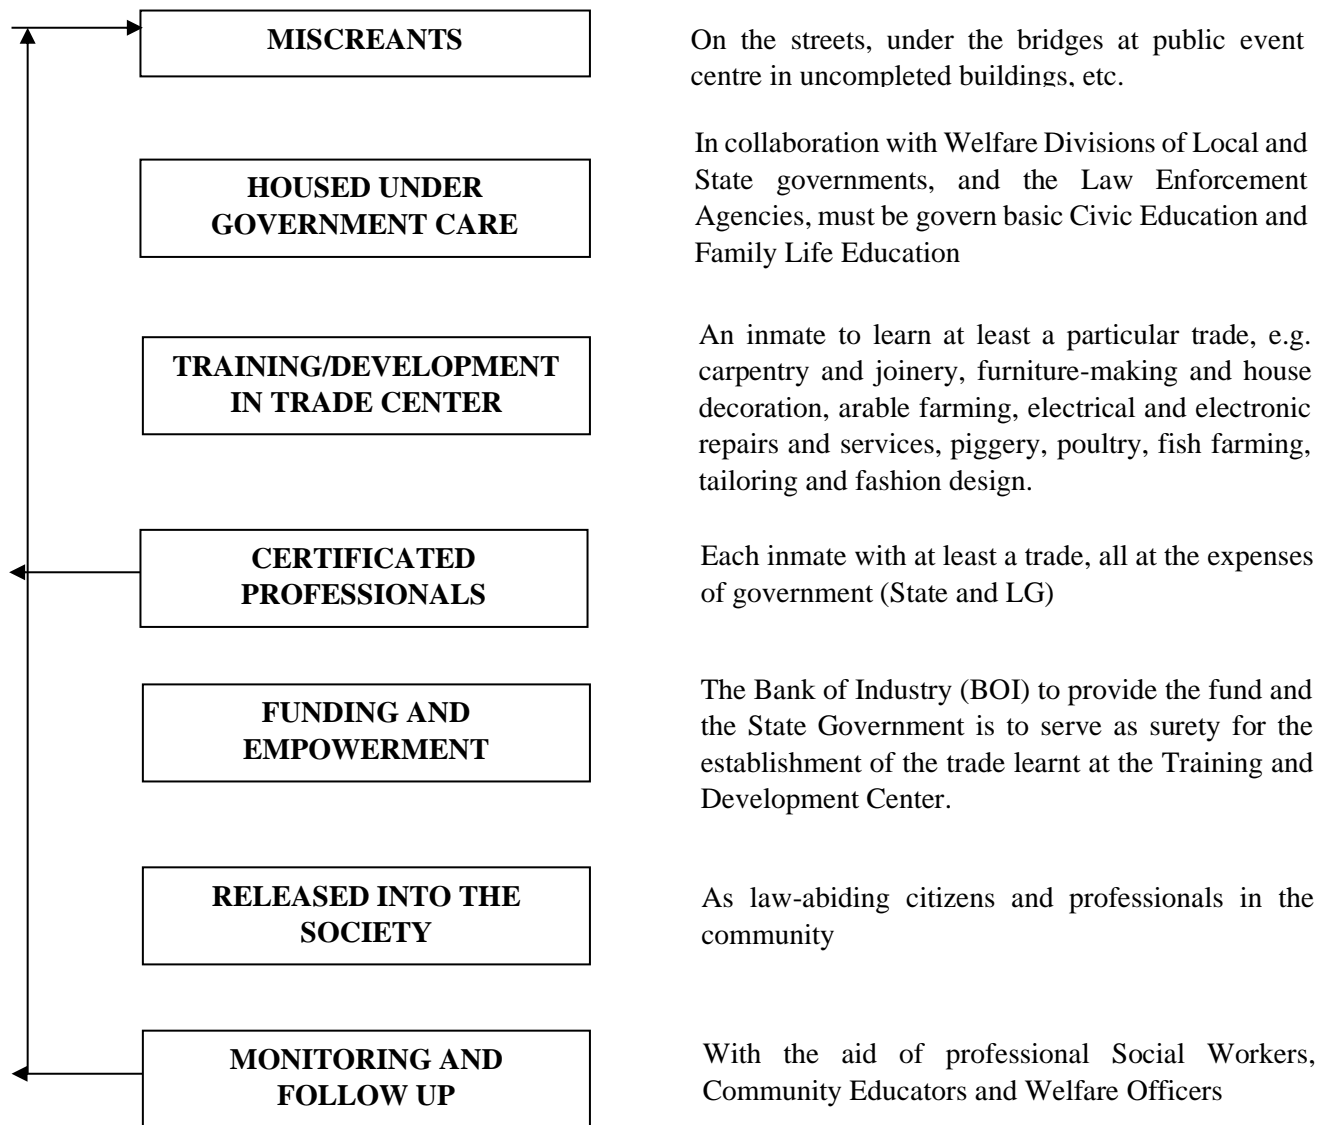 MISCREANTS
On the streets, under the bridges at public event
centre in uncompleted buildings, etc.
HOUSED UNDER
GOVERNMENT CARE
In collaboration with Welfare Divisions of Local and
State governments, and the Law Enforcement
Agencies, must be govern basic Civic Education and
Family Life Education
TRAINING/DEVELOPMENT
IN TRADE CENTER
An inmate to learn at least a particular trade, e.g.
carpentry and joinery, furniture-making and house
decoration, arable farming, electrical and electronic
repairs and services, piggery, poultry, fish farming,
tailoring and fashion design.
CERTIFICATED
PROFESSIONALS
Each inmate with at least a trade, all at the expenses
of government (State and LG)
FUNDING AND
EMPOWERMENT
The Bank of Industry (BOI) to provide the fund and
the State Government is to serve as surety for the
establishment of the trade learnt at the Training and
Development Center.
RELEASED INTO THE
SOCIETY
As law-abiding citizens and professionals in the
community
MONITORING AND
FOLLOW UP
With the aid of professional Social Workers,
Community Educators and Welfare Officers